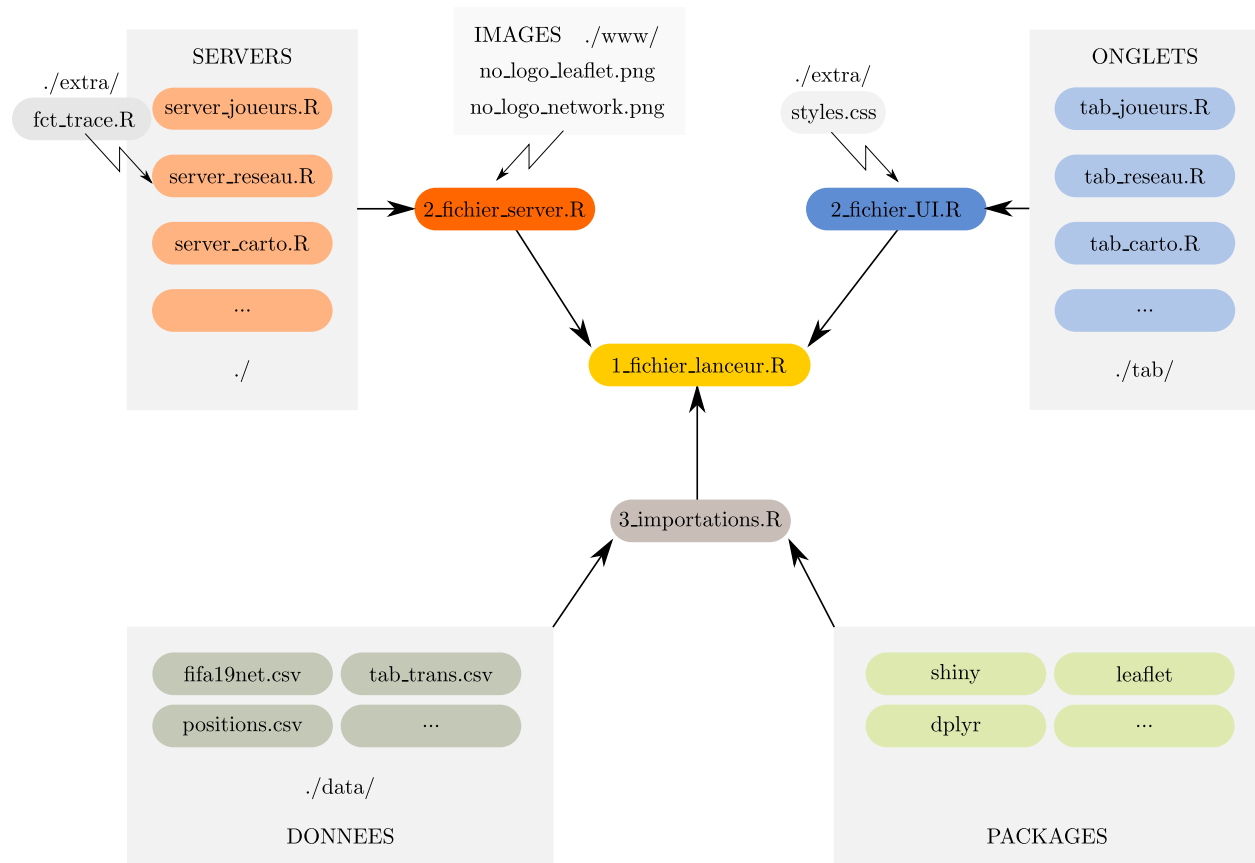 SERVERS
./extra/
fct_trace.R
server_joueurs.R
server_reseau.R
server_carto.R
...
./
IMAGES ./www/
no_logo_leaflet.png
no_logo_network.png
2_fichier_server.R
./extra/
styles.css
2_fichier_UI.R
ONGLETS
tab_joueurs.R
tab_reseau.R
tab_carto.R
...
./tab/
1_fichier_lanceur.R
3_importations.R
fifa19net.csv tab_trans.csv
positions.csv ...
./data/
DONNEES
shiny leaflet
dplyr ...
PACKAGES